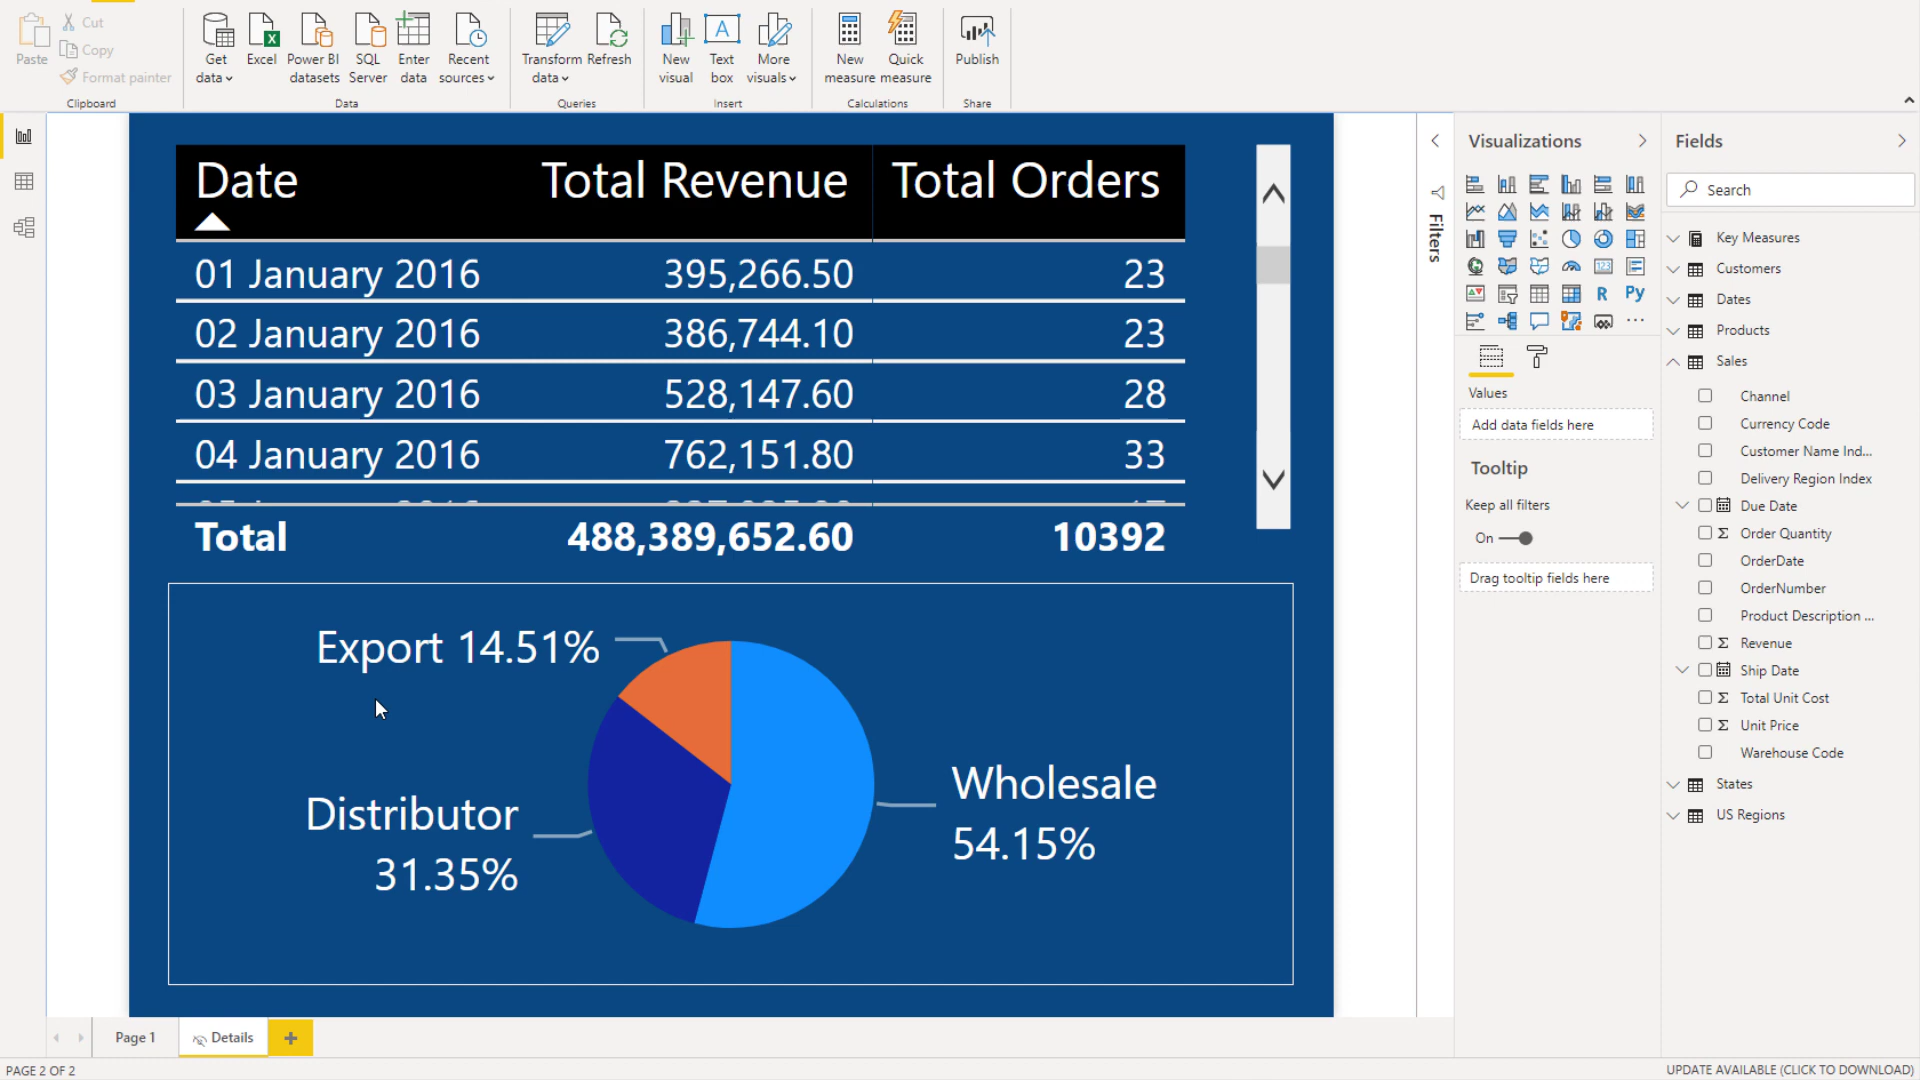 Paste
Cut
Copy
Format painter
Clipboard
Get data
Excel
Power BI datasets
SQL Server
Enter data
Recent sources
Data
Transform data
Refresh
Queries
New visual
Text box
More visuals
Insert
New measure
Quick measure
Calculations
Publish
Share
Date Total Revenue Total Orders
01 January 2016 395,266.50 23
02 January 2016 386,744.10 23
03 January 2016 528,147.60 28
04 January 2016 762,151.80 33
Total 488,389,652.60 10392
Export 14.51%
Distributor
31.35%
Wholesale
54.15%
Filters
Visualizations
R
Py
123
Values
Add data fields here
Tooltip
Keep all filters
On
Drag tooltip fields here
Fields
Search
Key Measures
Customers
Dates
Products
Sales
Channel
Currency Code
Customer Name Ind...
Delivery Region Index
Due Date
Σ Order Quantity
OrderDate
OrderNumber
Product Description ...
Σ Revenue
Ship Date
Σ Total Unit Cost
Σ Unit Price
Warehouse Code
States
US Regions
Page 1
Details
PAGE 2 OF 2
UPDATE AVAILABLE (CLICK TO DOWNLOAD)